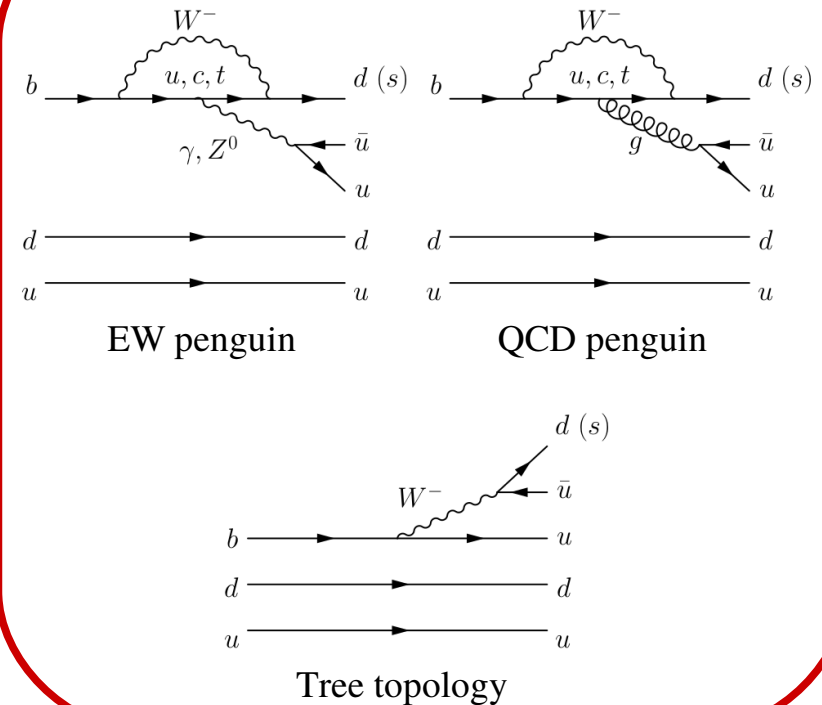 W⁻ W⁻
b u, c, t d (s) b u, c, t d (s)
γ, Z⁰ ū g ū
u u
d d d d
u u u u
EW penguin QCD penguin
d (s)
W⁻ ū
b u
d d
u u
Tree topology